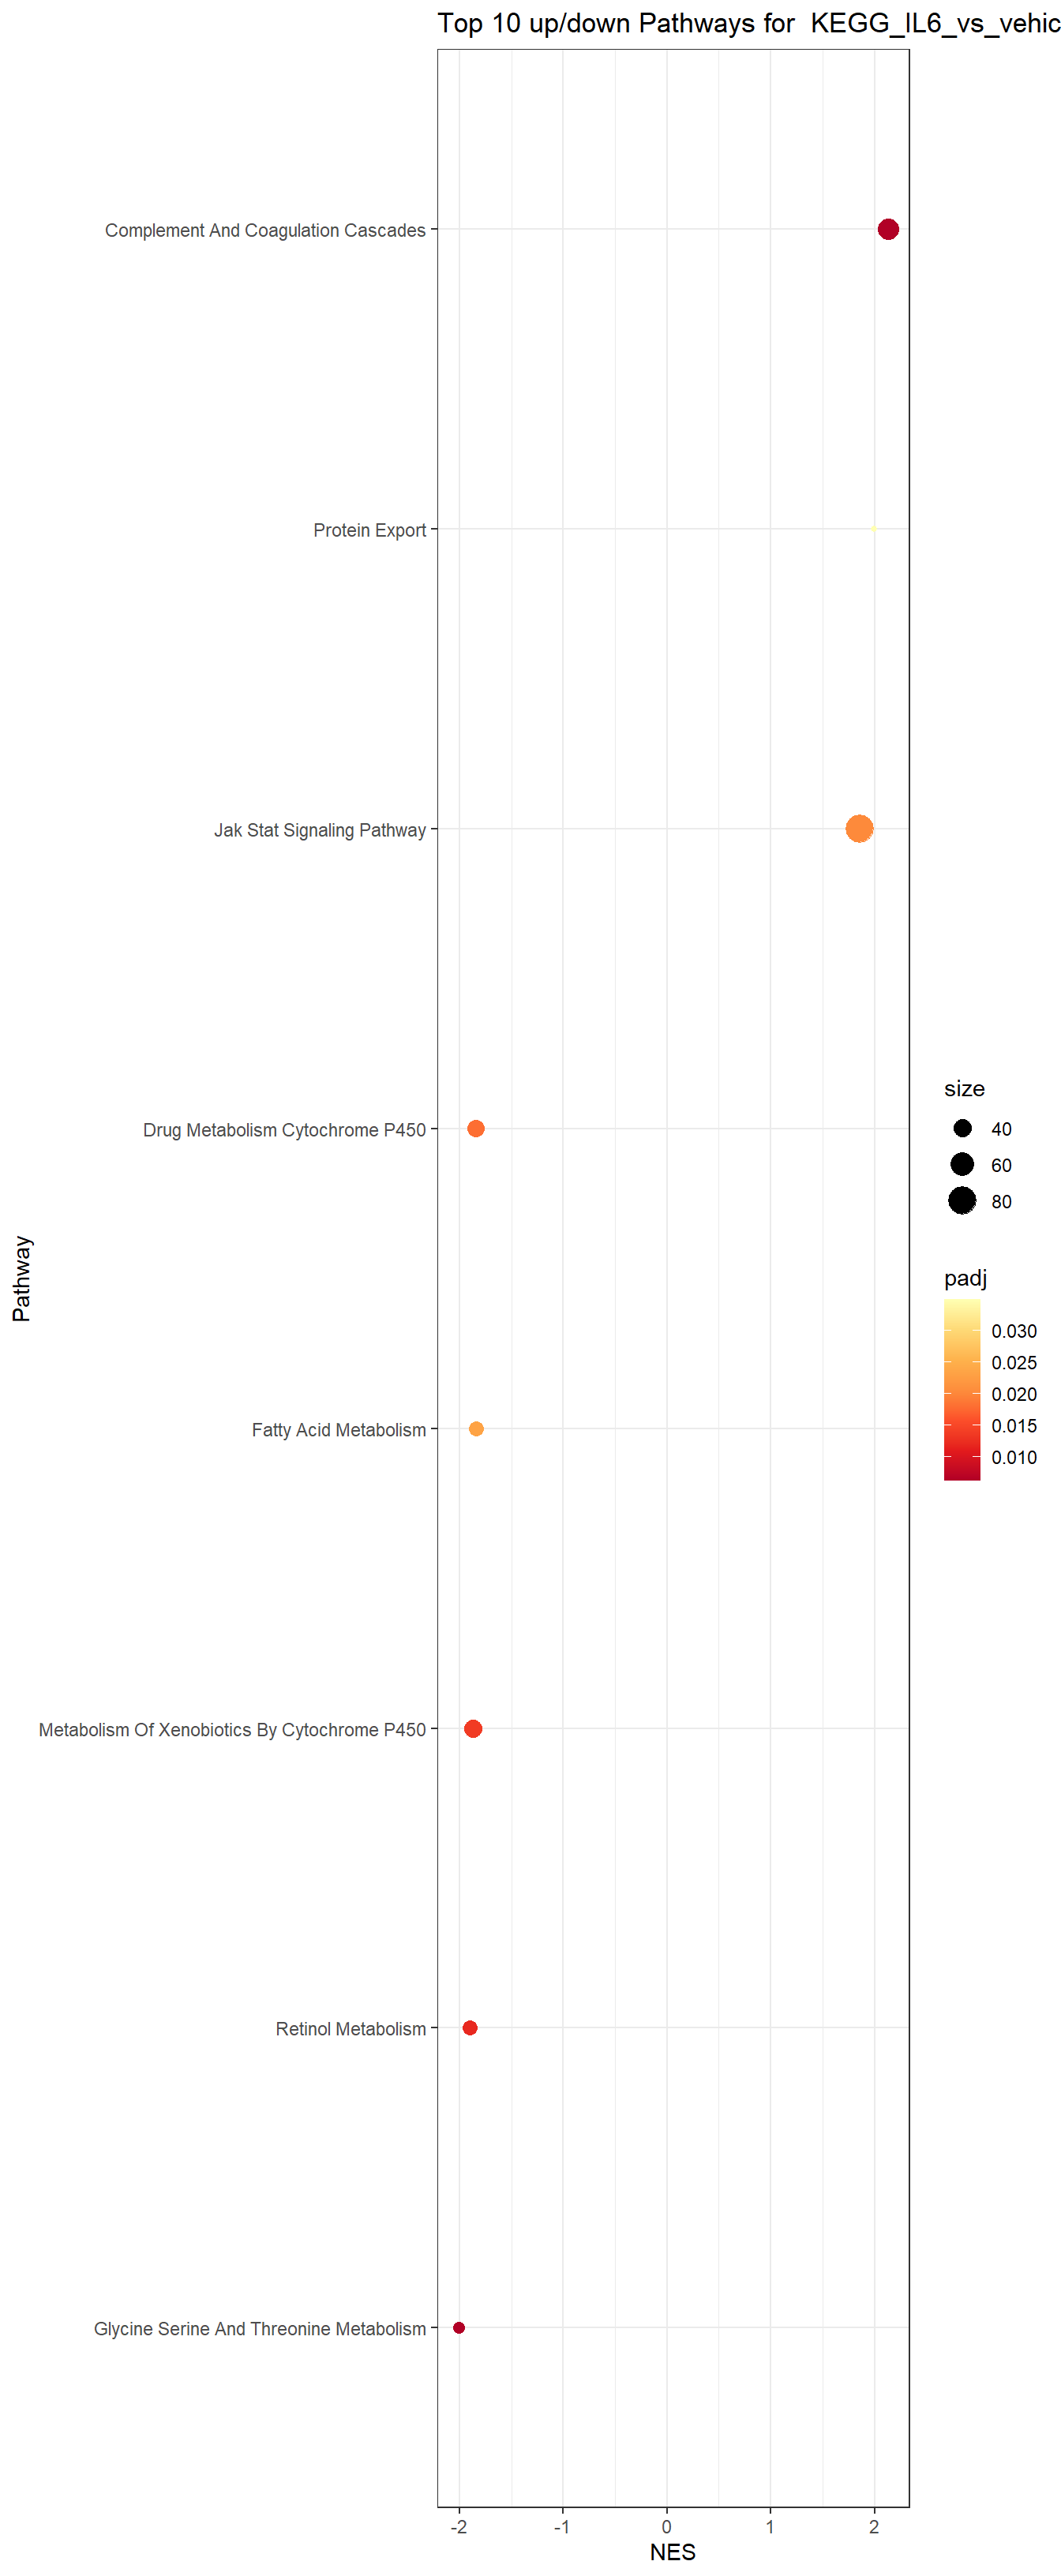 Top 10 up/down Pathways for  KEGG_IL6_vs_vehic
Complement And Coagulation Cascades
Protein Export
Jak Stat Signaling Pathway
Drug Metabolism Cytochrome P450
Fatty Acid Metabolism
Metabolism Of Xenobiotics By Cytochrome P450
Retinol Metabolism
Glycine Serine And Threonine Metabolism
Pathway
-2 -1 0 1 2
NES
size
40
60
80
padj
0.030
0.025
0.020
0.015
0.010